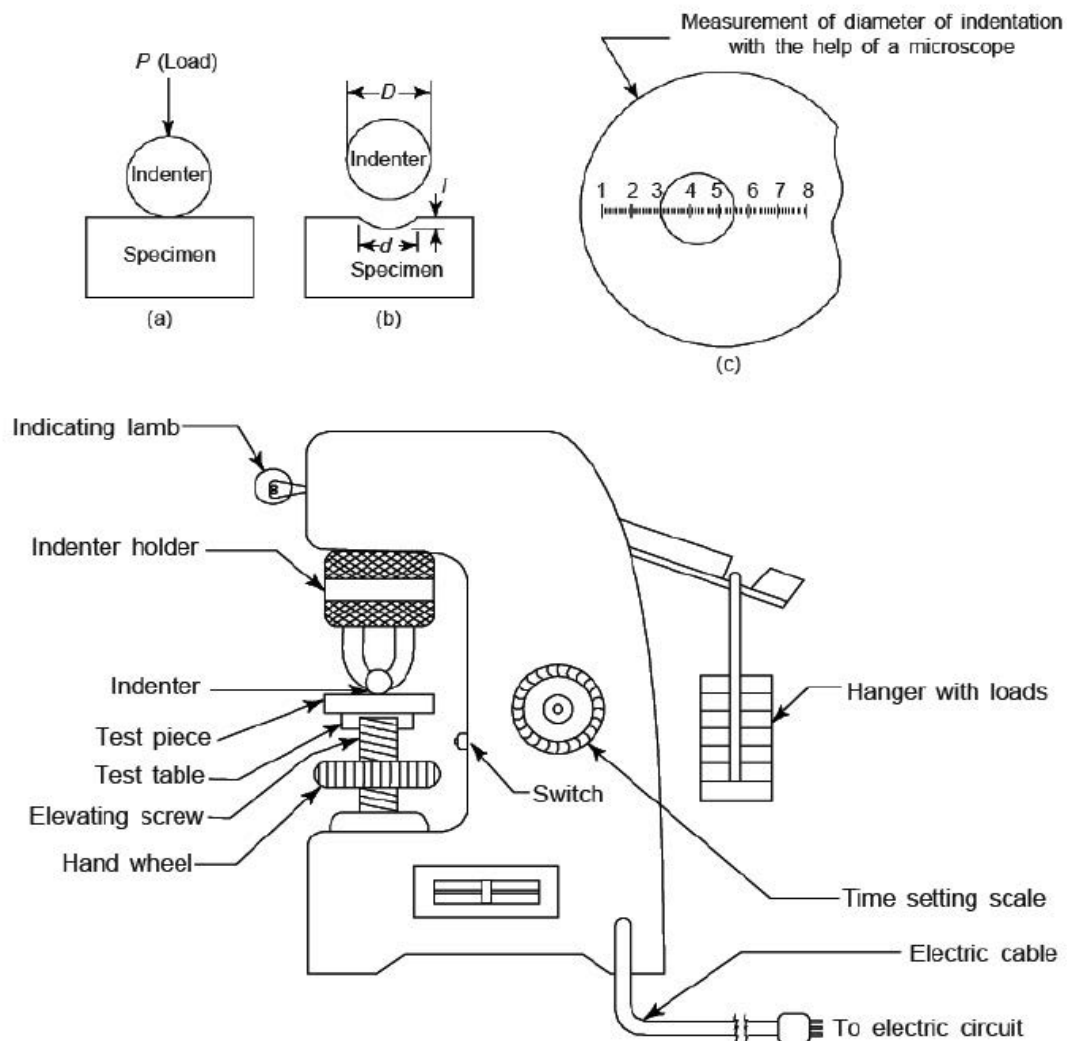 Measurement of diameter of indentation
with the help of a microscope
P (Load)
Indenter
Specimen
(a)
D
Indenter
l
d
Specimen
(b)
1 2 3 4 5 6 7 8
(c)
Indicating lamb
Indenter holder
Indenter
Test piece
Test table
Elevating screw
Hand wheel
Switch
Hanger with loads
Time setting scale
Electric cable
To electric circuit